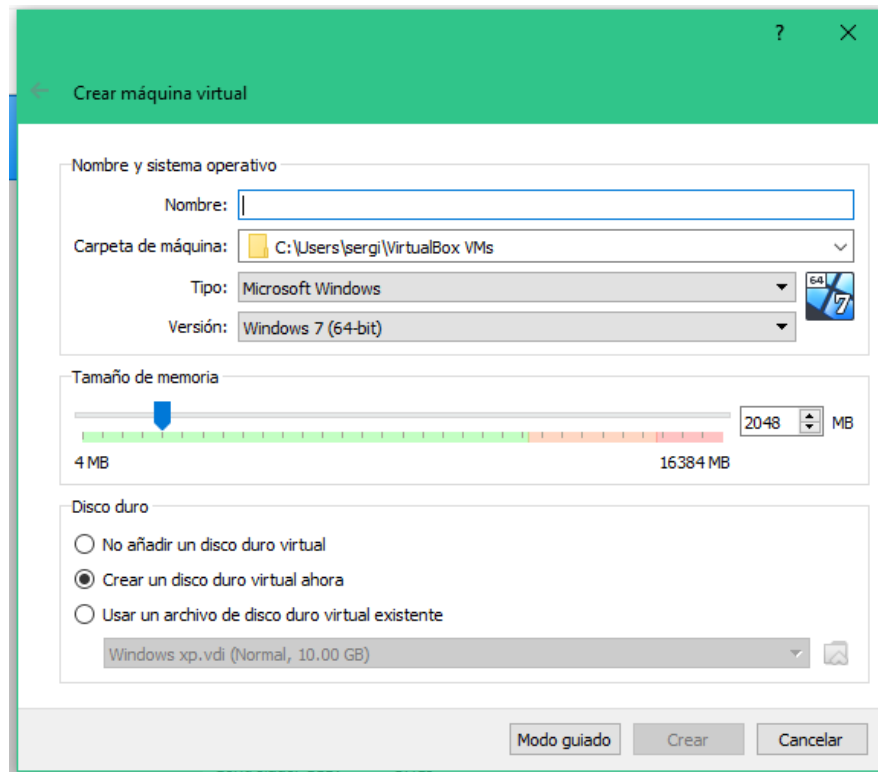 ?
Crear máquina virtual
Nombre y sistema operativo
Nombre:
Carpeta de máquina: C:\Users\sergi\VirtualBox VMs
Tipo: Microsoft Windows
64
7
Versión: Windows 7 (64-bit)
Tamaño de memoria
2048 MB
4 MB 16384 MB
Disco duro
No añadir un disco duro virtual
Crear un disco duro virtual ahora
Usar un archivo de disco duro virtual existente
Windows xp.vdi (Normal, 10.00 GB)
Modo guiado Crear Cancelar